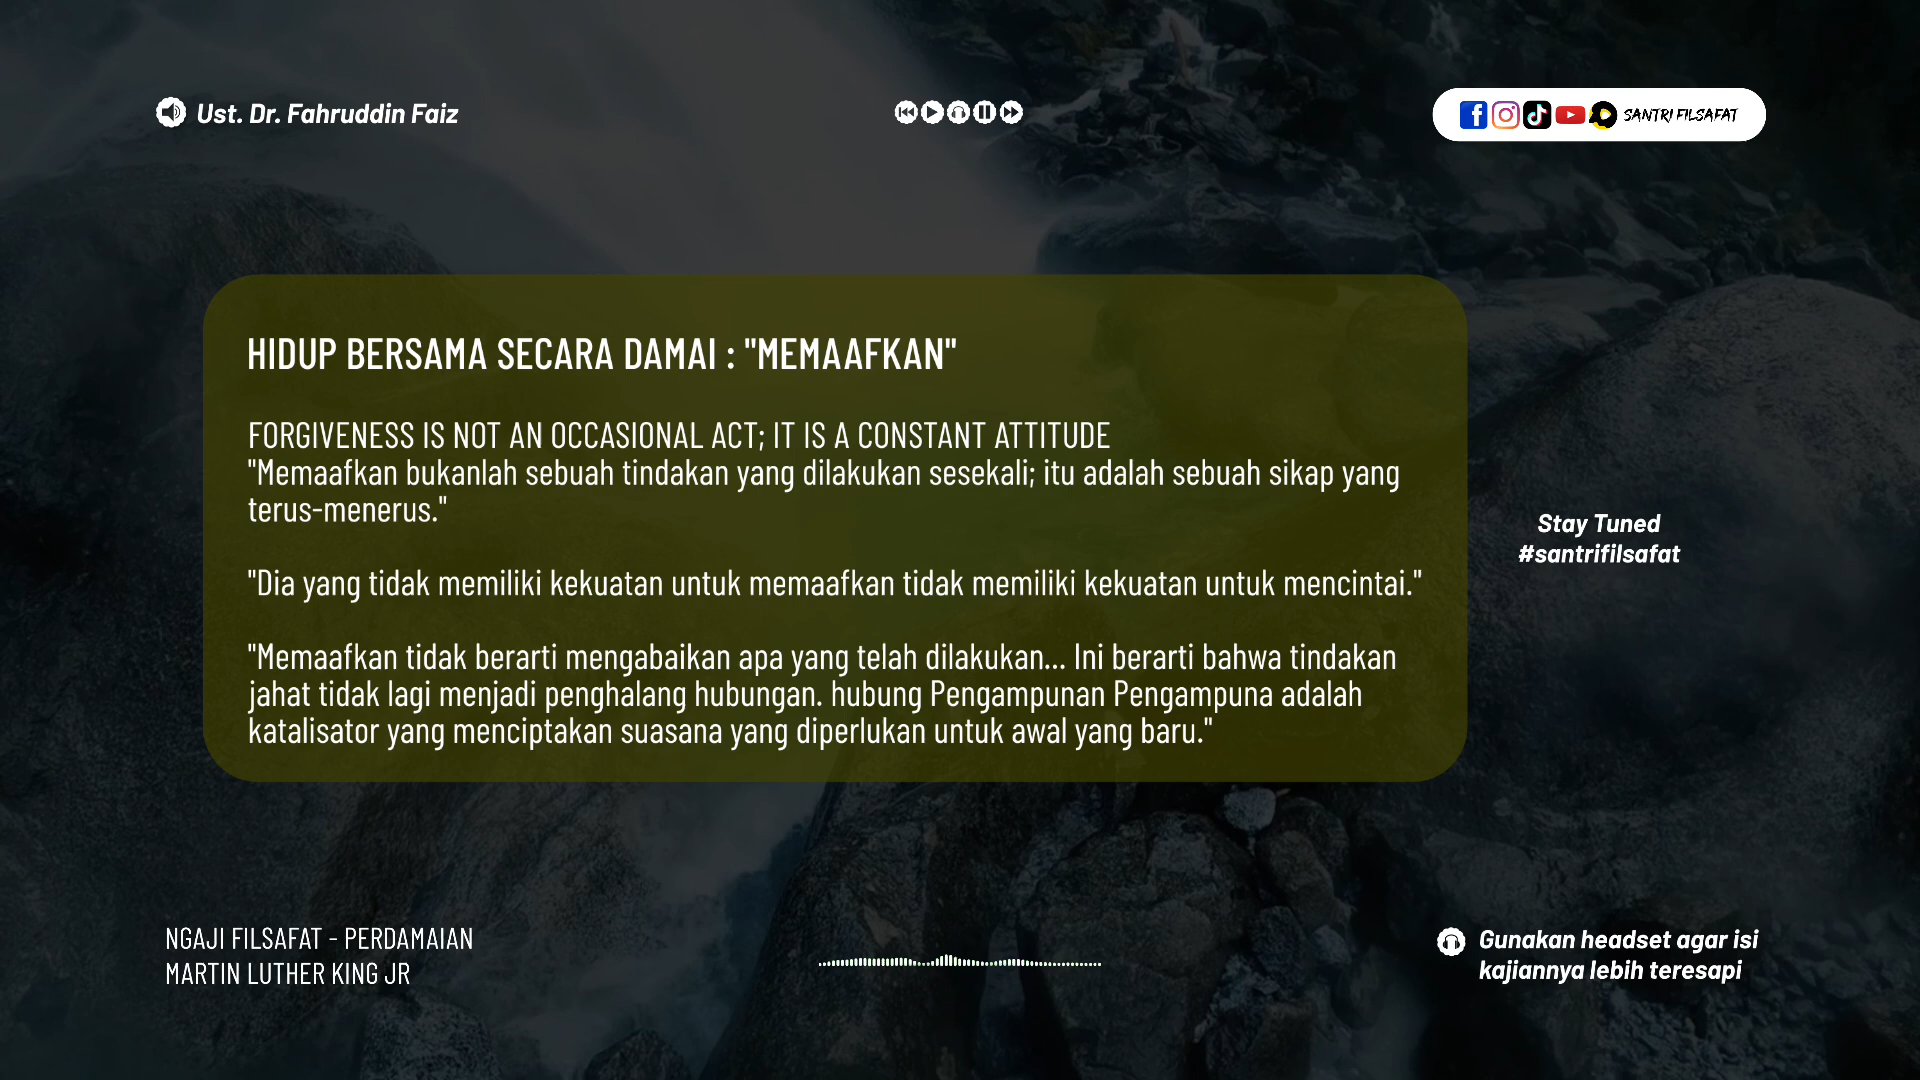 Ust. Dr. Fahruddin Faiz
SANTRI FILSAFAT
HIDUP BERSAMA SECARA DAMAI : "MEMAAFKAN"
FORGIVENESS IS NOT AN OCCASIONAL ACT; IT IS A CONSTANT ATTITUDE
"Memaafkan bukanlah sebuah tindakan yang dilakukan sesekali; itu adalah sebuah sikap yang
terus-menerus."
"Dia yang tidak memiliki kekuatan untuk memaafkan tidak memiliki kekuatan untuk mencintai."
"Memaafkan tidak berarti mengabaikan apa yang telah dilakukan... Ini berarti bahwa tindakan
jahat tidak lagi menjadi penghalang hubungan. hubung Pengampunan Pengampuna adalah
katalisator yang menciptakan suasana yang diperlukan untuk awal yang baru."
Stay Tuned
#santrifilsafat
NGAJI FILSAFAT - PERDAMAIAN
MARTIN LUTHER KING JR
Gunakan headset agar isi
kajiannya lebih teresapi